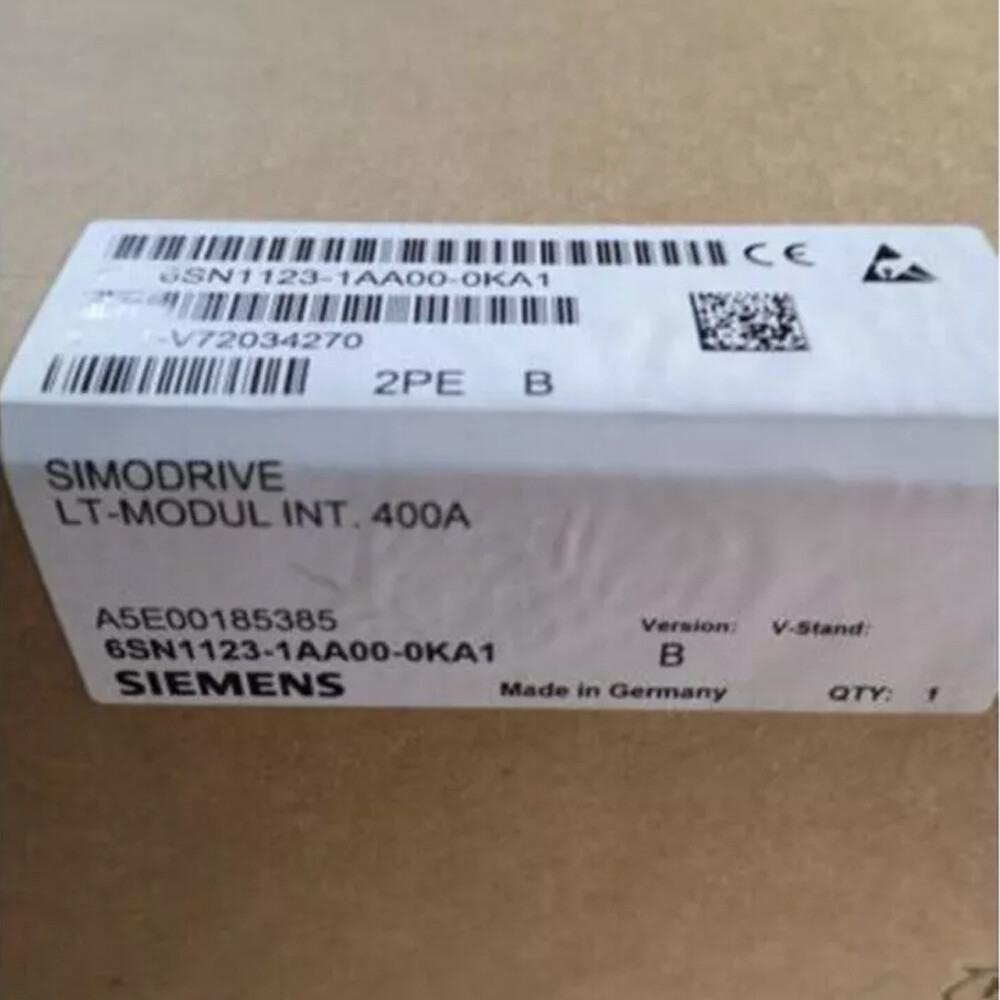 CE
6SN1123-1AA00-0KA1
-V72034270
2PE B
SIMODRIVE
LT-MODUL INT. 400A
A5E00185385
6SN1123-1AA00-0KA1
Version: V-Stand:
B
SIEMENS
Made in Germany
QTY: 1